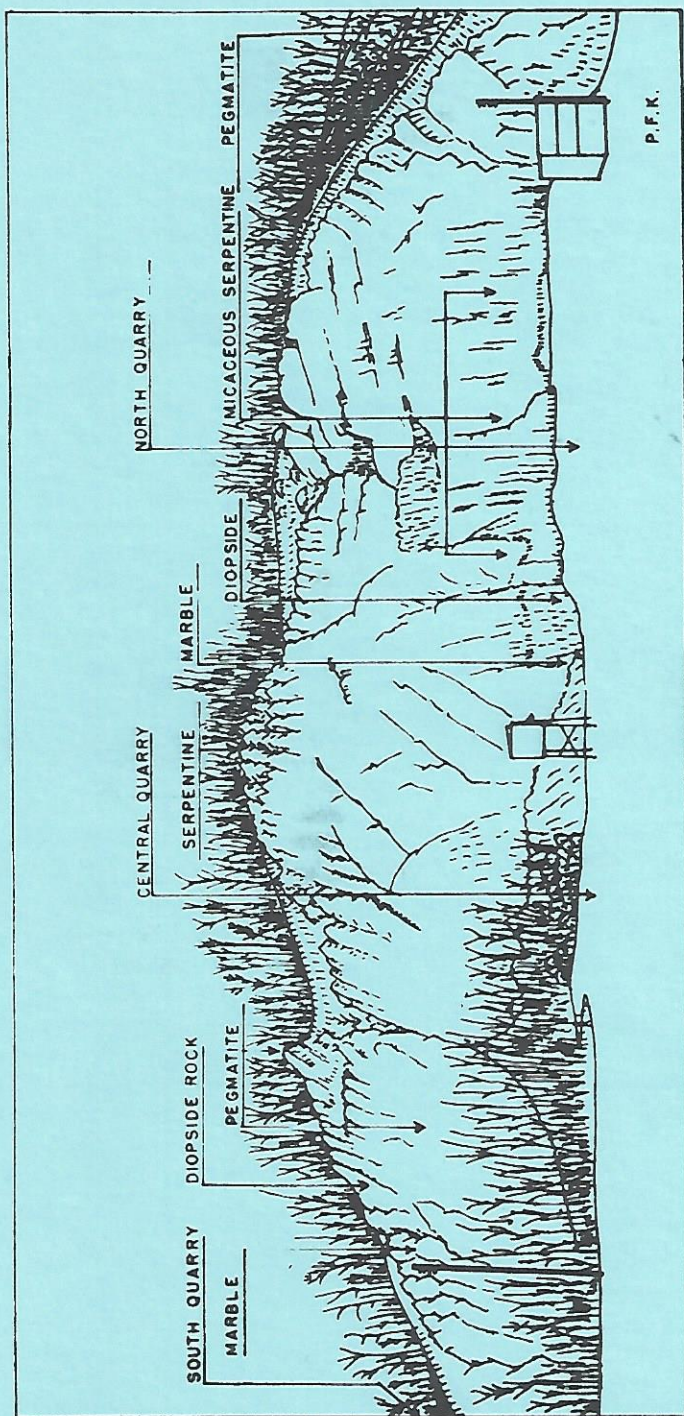 SOUTH QUARRY
MARBLE
DIOPSIDE ROCK
PEGMATITE
CENTRAL QUARRY
SERPENTINE
MARBLE
DIOPSIDE
NORTH QUARRY
MICACEOUS SERPENTINE
PEGMATITE
P.F.K.